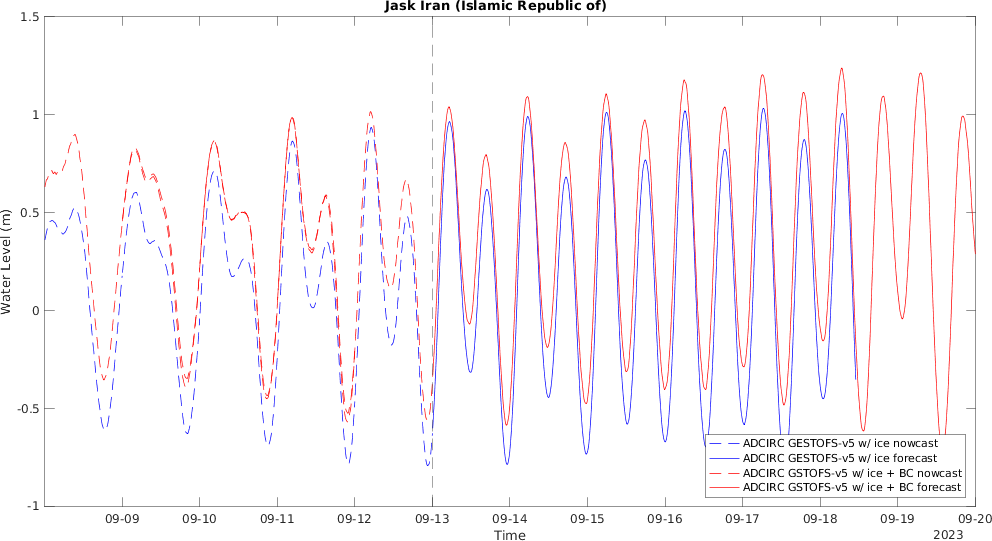 Jask Iran (Islamic Republic of)
1.5
1
0.5
0
-0.5
-1
Water Level (m)
09-09
09-10
09-11
09-12
09-13
09-14
09-15
09-16
09-17
09-18
09-19
09-20
Time
2023
ADCIRC GESTOFS-v5 w/ ice nowcast
ADCIRC GESTOFS-v5 w/ ice forecast
ADCIRC GSTOFS-v5 w/ ice + BC nowcast
ADCIRC GSTOFS-v5 w/ ice + BC forecast